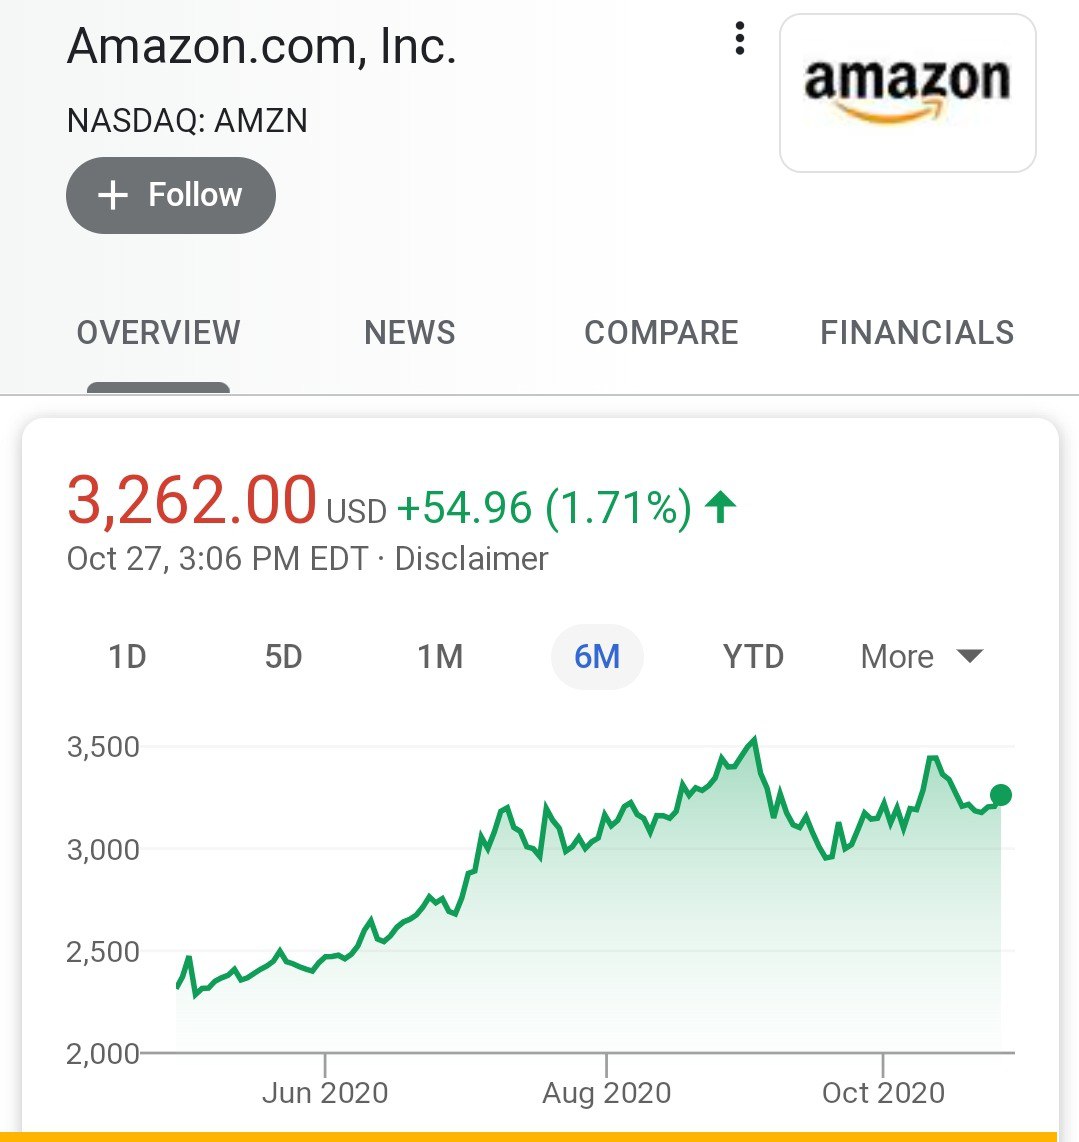 Amazon.com, Inc.
amazon
NASDAQ: AMZN
+ Follow
OVERVIEW NEWS COMPARE FINANCIALS
3,262.00 USD +54.96 (1.71%) ↑
Oct 27, 3:06 PM EDT · Disclaimer
1D 5D 1M 6M YTD More
3,500
3,000
2,500
2,000
Jun 2020 Aug 2020 Oct 2020